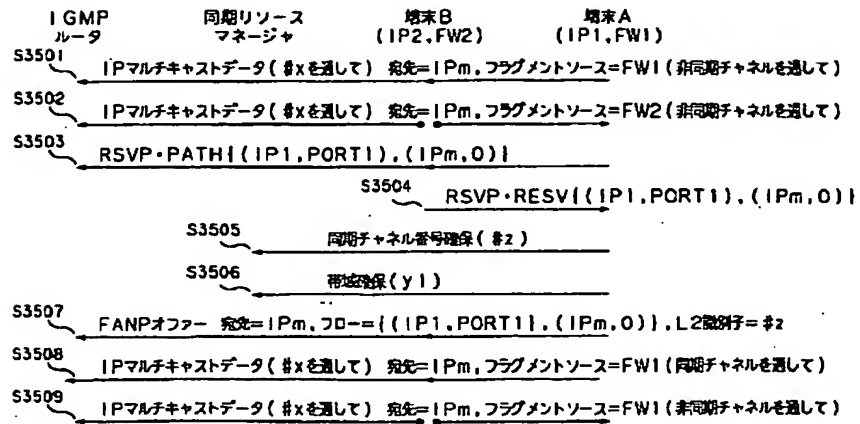 IGMP
ルータ
同期リソース
マネージャ
端末B
(IP2,FW2)
端末A
(IP1,FW1)
S3501
IPマルチキャストデータ(#xを通して) 宛先=IPm,フラグメントソース=FW1(非同期チャネルを通して)
S3502
IPマルチキャストデータ(#xを通して) 宛先=IPm,フラグメントソース=FW2(非同期チャネルを通して)
S3503
RSVP・PATH{(IP1,PORT1),(IPm,0)}
S3504
RSVP・RESV{(IP1,PORT1),(IPm,0)}
S3505
同期チャネル番号確保(#z)
S3506
帯域確保(y1)
S3507
FANPオファー 宛先=IPm,フロー={(IP1,PORT1},(IPm,0)},L2識別子=#z
S3508
IPマルチキャストデータ(#xを通して) 宛先=IPm,フラグメントソース=FW1(同期チャネルを通して)
S3509
IPマルチキャストデータ(#xを通して) 宛先=IPm,フラグメントソース=FW1(非同期チャネルを通して)